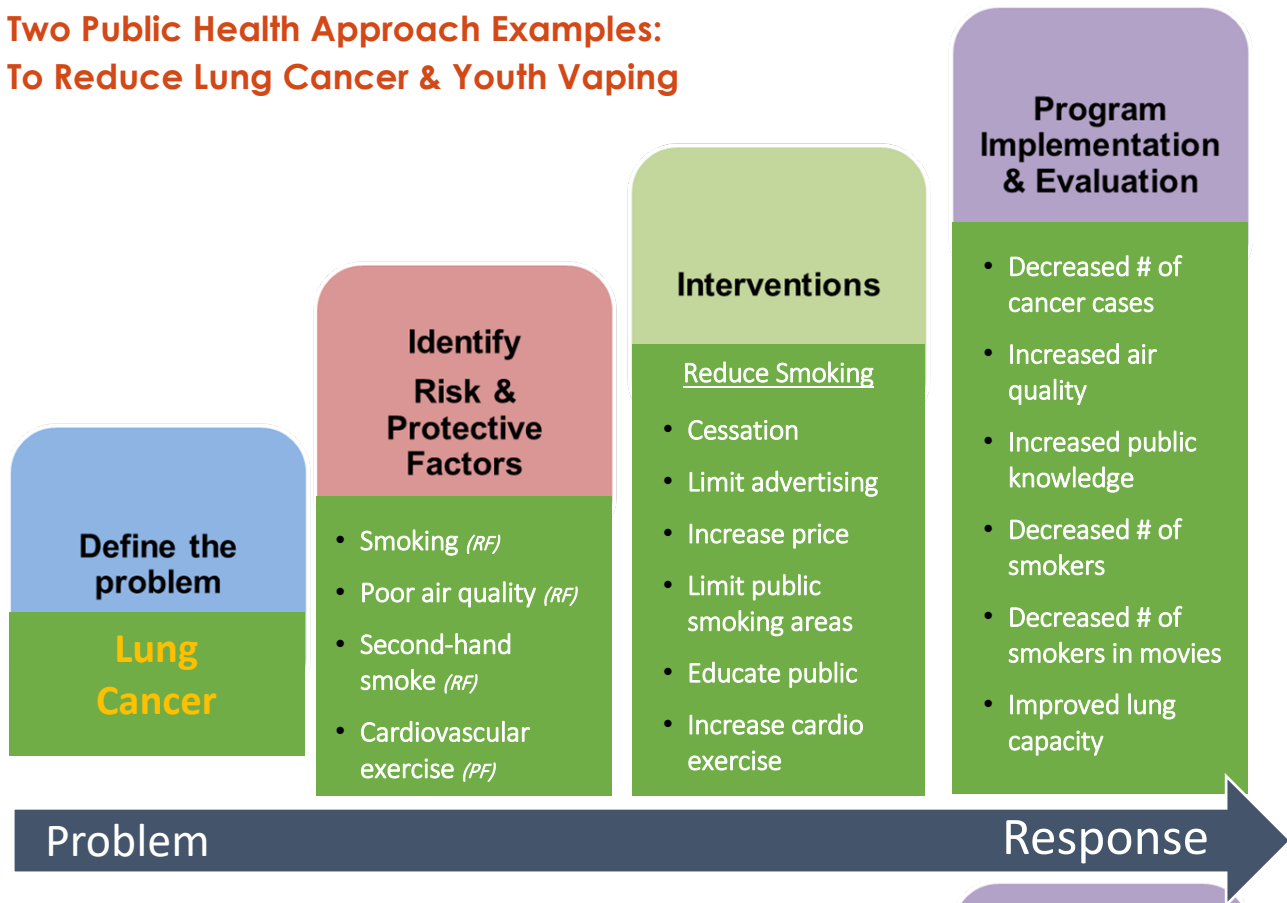 Two Public Health Approach Examples:
To Reduce Lung Cancer & Youth Vaping
Define the
problem
Lung
Cancer
Identify
Risk &
Protective
Factors
• Smoking (RF)
• Poor air quality (RF)
• Second-hand
smoke (RF)
• Cardiovascular
exercise (PF)
Interventions
Reduce Smoking
• Cessation
• Limit advertising
• Increase price
• Limit public
smoking areas
• Educate public
• Increase cardio
exercise
Program
Implementation
& Evaluation
• Decreased # of
cancer cases
• Increased air
quality
• Increased public
knowledge
• Decreased # of
smokers
• Decreased # of
smokers in movies
• Improved lung
capacity
Problem
Response